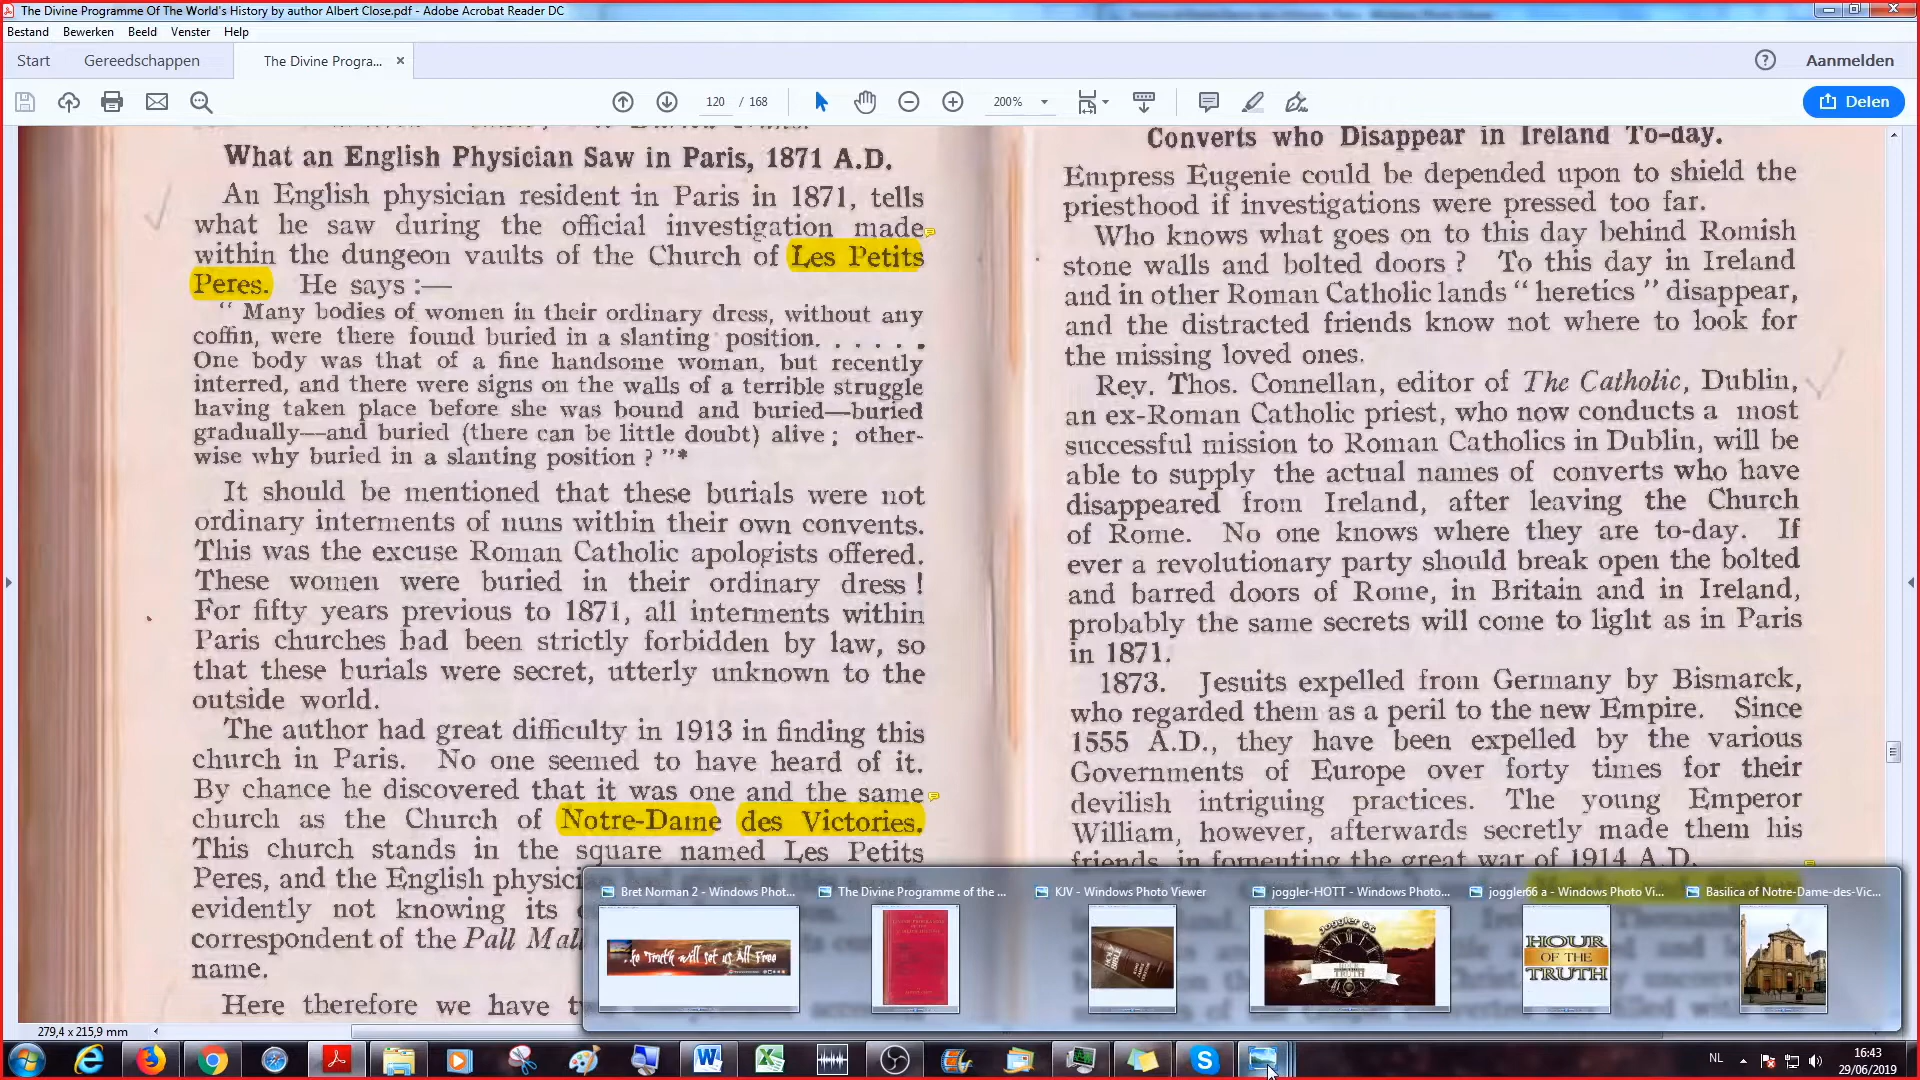 The Divine Programme Of The World's History by author Albert Close.pdf - Adobe Acrobat Reader DC
Bestand Bewerken Beeld Venster Help
Start Gereedschappen The Divine Progra... × Aanmelden
120 / 168 200% Delen
What an English Physician Saw in Paris, 1871 A.D.
An English physician resident in Paris in 1871, tells
what he saw during the official investigation made
within the dungeon vaults of the Church of Les Petits
Peres. He says :—
" Many bodies of women in their ordinary dress, without any
coffin, were there found buried in a slanting position. . . . . .
One body was that of a fine handsome woman, but recently
interred, and there were signs on the walls of a terrible struggle
having taken place before she was bound and buried—buried
gradually—and buried (there can be little doubt) alive ; other-
wise why buried in a slanting position ? "*
It should be mentioned that these burials were not
ordinary interments of nuns within their own convents.
This was the excuse Roman Catholic apologists offered.
These women were buried in their ordinary dress !
For fifty years previous to 1871, all interments within
Paris churches had been strictly forbidden by law, so
that these burials were secret, utterly unknown to the
outside world.
The author had great difficulty in 1913 in finding this
church in Paris. No one seemed to have heard of it.
By chance he discovered that it was one and the same
church as the Church of Notre-Dame des Victories.
This church stands in the square named Les Petits
Peres, and the English physici
evidently not knowing its
correspondent of the Pall Mall
name.
Here therefore we have
Converts who Disappear in Ireland To-day.
Empress Eugenie could be depended upon to shield the
priesthood if investigations were pressed too far.
Who knows what goes on to this day behind Romish
stone walls and bolted doors ? To this day in Ireland
and in other Roman Catholic lands " heretics " disappear,
and the distracted friends know not where to look for
the missing loved ones.
Rev. Thos. Connellan, editor of The Catholic, Dublin,
an ex-Roman Catholic priest, who now conducts a most
successful mission to Roman Catholics in Dublin, will be
able to supply the actual names of converts who have
disappeared from Ireland, after leaving the Church
of Rome. No one knows where they are to-day. If
ever a revolutionary party should break open the bolted
and barred doors of Rome, in Britain and in Ireland,
probably the same secrets will come to light as in Paris
in 1871.
1873. Jesuits expelled from Germany by Bismarck,
who regarded them as a peril to the new Empire. Since
1555 A.D., they have been expelled by the various
Governments of Europe over forty times for their
devilish intriguing practices. The young Emperor
William, however, afterwards secretly made them his
friends, in fomenting the great war of 1914 A.D.
Bret Norman 2 - Windows Phot... The Divine Programme of the ... KJV - Windows Photo Viewer joggler-HOTT - Windows Photo... joggler66 a - Windows Photo Vi... Basilica of Notre-Dame-des-Vic...
...te Truth will set us All Free
Joggler 66
HOUR
OF THE
TRUTH
279,4 x 215,9 mm
NL 16:43
29/06/2019